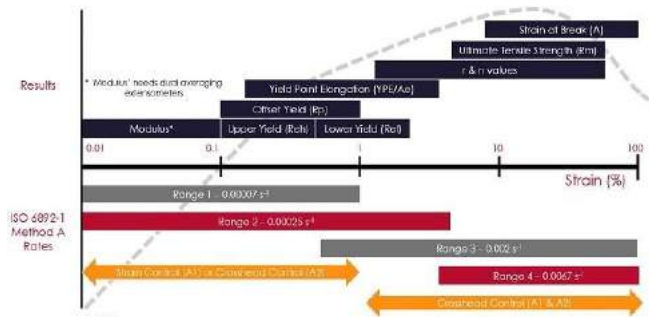 Strain at Break (A)
Ultimate Tensile Strength (Rm)
r & n values
Results
* 'Modulus' needs dual averaging
extensometers
Yield Point Elongation (YPE/Ae)
Offset Yield (Rp)
Modulus*
Upper Yield (Reh)
Lower Yield (Rel)
0.01
0.1
1
10
100
Strain (%)
Range 1 - 0.00007 s⁻¹
ISO 6892-1
Method A
Rates
Range 2 - 0.00025 s⁻¹
Range 3 - 0.002 s⁻¹
Strain Control (A1) or Crosshead Control (A2)
Range 4 - 0.0067 s⁻¹
Crosshead Control (A1 & A2)